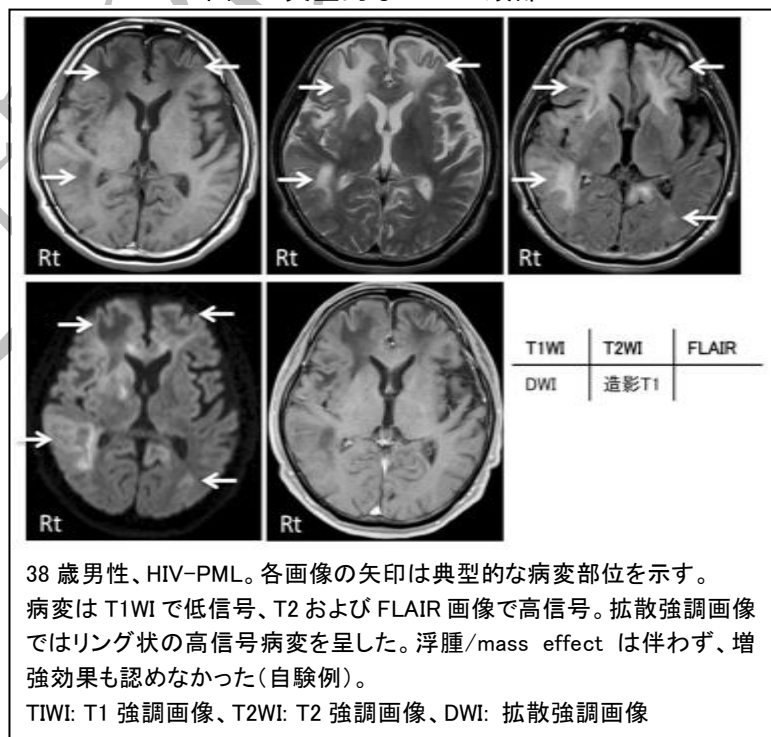 Rt
Rt
Rt
Rt
Rt
T1WI T2WI FLAIR
DWI 造影T1
38 歳男性、HIV-PML。各画像の矢印は典型的な病変部位を示す。
病変は T1WI で低信号、T2 および FLAIR 画像で高信号。拡散強調画像
ではリング状の高信号病変を呈した。浮腫/mass effect は伴わず、増
強効果も認めなかった（自験例）。
TIWI: T1 強調画像、T2WI: T2 強調画像、DWI: 拡散強調画像